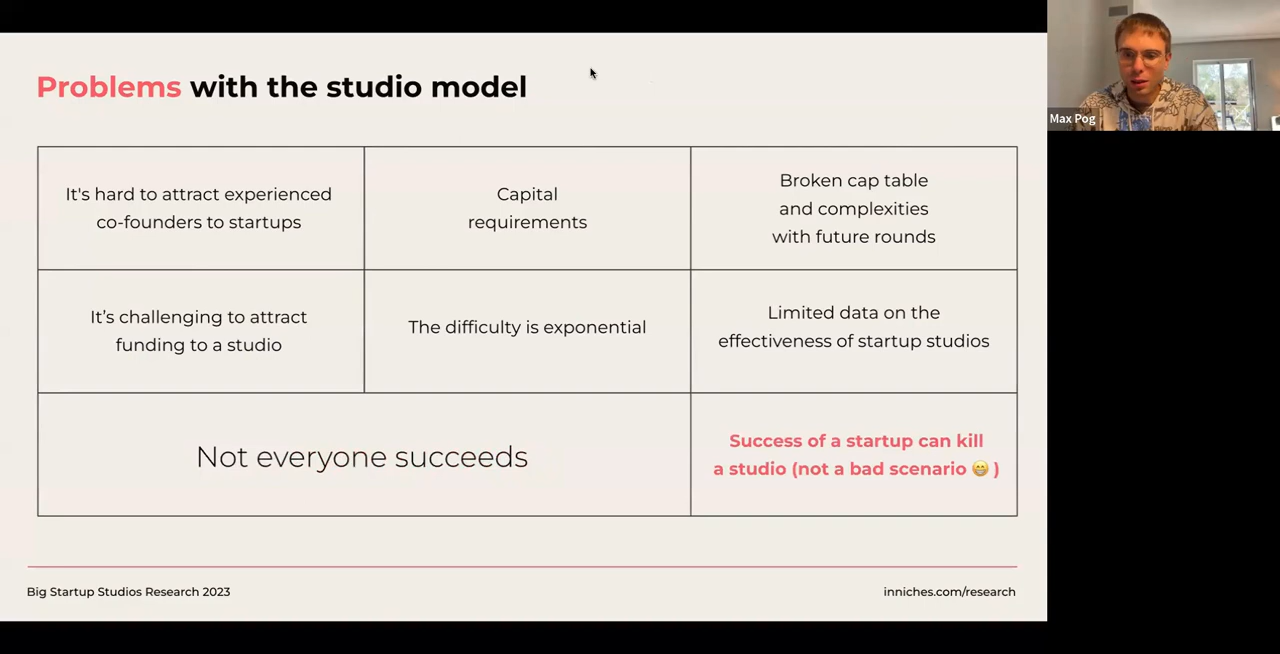 Problems with the studio model
Max Pog
It's hard to attract experienced
co-founders to startups
Capital
requirements
Broken cap table
and complexities
with future rounds
It’s challenging to attract
funding to a studio
The difficulty is exponential
Limited data on the
effectiveness of startup studios
Not everyone succeeds
Success of a startup can kill
a studio (not a bad scenario 😁 )
Big Startup Studios Research 2023
inniches.com/research